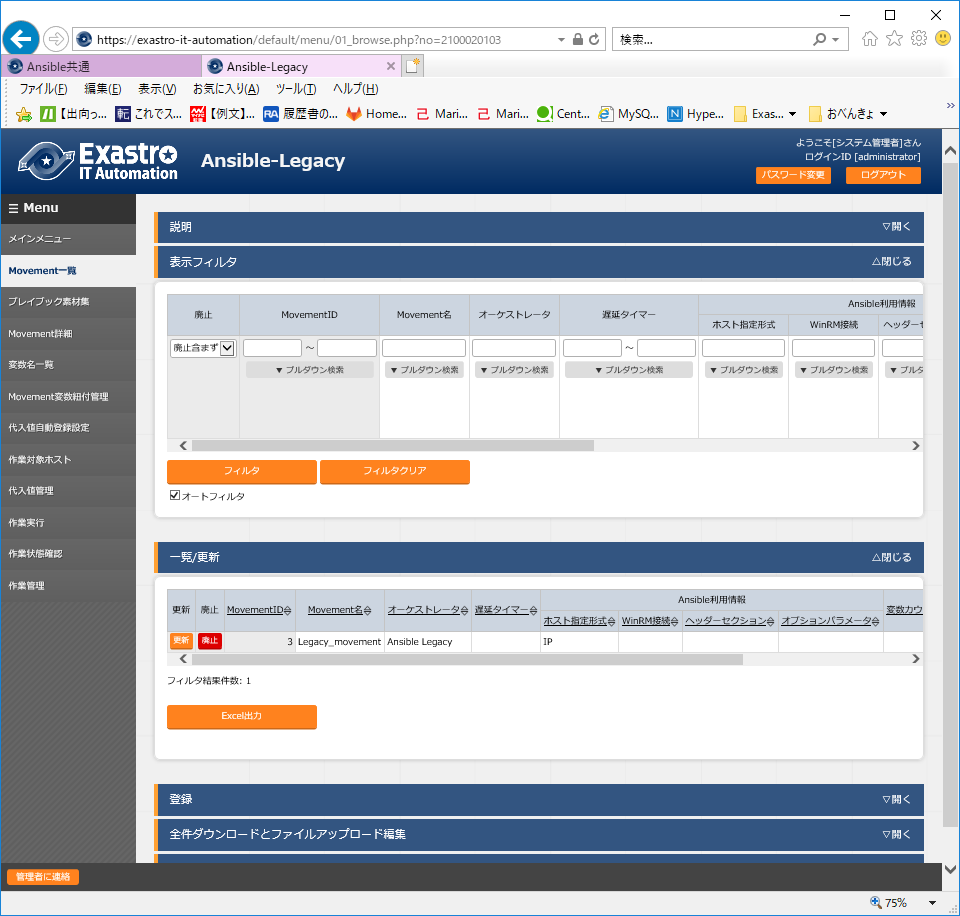 https://exastro-it-automation/default/menu/01_browse.php?no=2100020103
検索...
Ansible共通
Ansible-Legacy
ファイル(F) 編集(E) 表示(V) お気に入り(A) ツール(T) ヘルプ(H)
【出向っ... これでス... 【例文】... 履歴書の... Home... Mari... Mari... Cent... MySQ... Hype... Exas... おべんきょ
Exastro
IT Automation
Ansible-Legacy
ようこそ[システム管理者]さん
ログインID [administrator]
パスワード変更 ログアウト
Menu
メインメニュー
Movement一覧
プレイブック素材集
Movement詳細
変数名一覧
Movement変数紐付管理
代入値自動登録設定
作業対象ホスト
代入値管理
作業実行
作業状態確認
作業管理
説明 ▽開く
表示フィルタ △閉じる
廃止 MovementID Movement名 オーケストレータ 遅延タイマー Ansible利用情報
ホスト指定形式 WinRM接続 ヘッダーセ
廃止含まず ～ ～
▼プルダウン検索 ▼プルダウン検索 ▼プルダウン検索 ▼プルダウン検索 ▼プルダウン検索 ▼プルダウン検索 ▼プルダ
フィルタ フィルタクリア
オートフィルタ
一覧/更新 △閉じる
更新 廃止 MovementID Movement名 オーケストレータ 遅延タイマー Ansible利用情報 変数カウ
ホスト指定形式 WinRM接続 ヘッダーセクション オプションパラメータ
更新 廃止 3 Legacy_movement Ansible Legacy IP
フィルタ結果件数: 1
Excel出力
登録 ▽開く
全件ダウンロードとファイルアップロード編集 ▽開く
管理者に連絡
75%